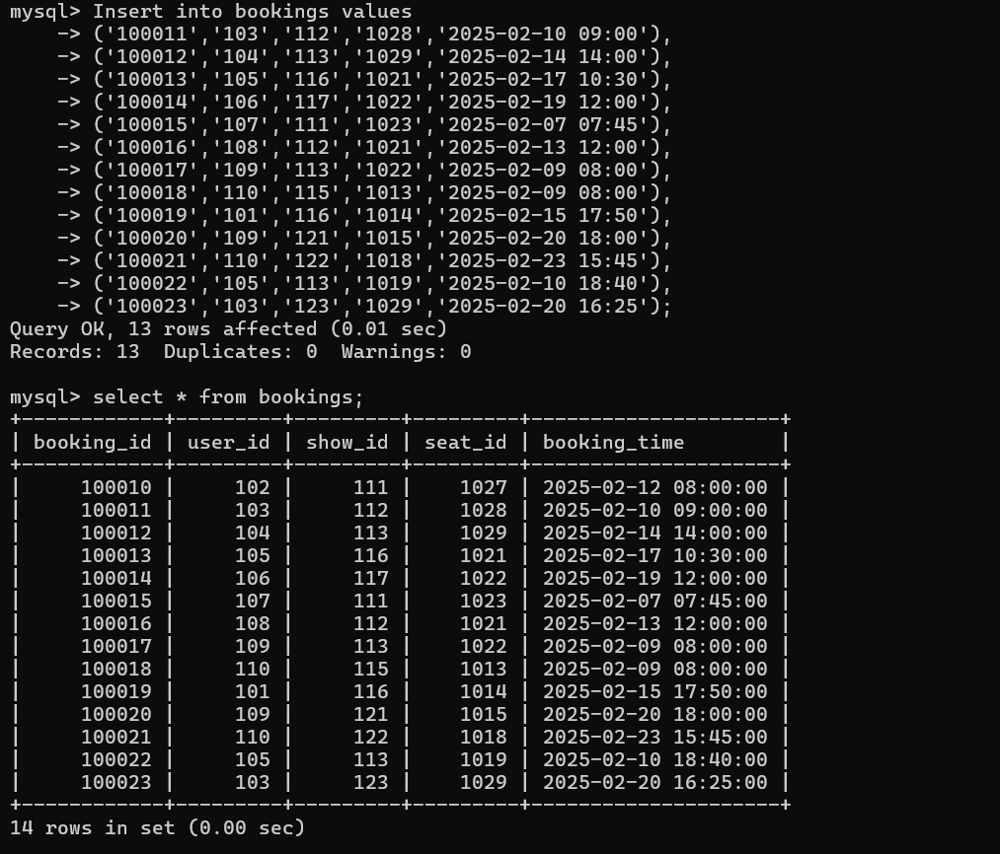 mysql> Insert into bookings values
    -> ('100011','103','112','1028','2025-02-10 09:00'),
    -> ('100012','104','113','1029','2025-02-14 14:00'),
    -> ('100013','105','116','1021','2025-02-17 10:30'),
    -> ('100014','106','117','1022','2025-02-19 12:00'),
    -> ('100015','107','111','1023','2025-02-07 07:45'),
    -> ('100016','108','112','1021','2025-02-13 12:00'),
    -> ('100017','109','113','1022','2025-02-09 08:00'),
    -> ('100018','110','115','1013','2025-02-09 08:00'),
    -> ('100019','101','116','1014','2025-02-15 17:50'),
    -> ('100020','109','121','1015','2025-02-20 18:00'),
    -> ('100021','110','122','1018','2025-02-23 15:45'),
    -> ('100022','105','113','1019','2025-02-10 18:40'),
    -> ('100023','103','123','1029','2025-02-20 16:25');
Query OK, 13 rows affected (0.01 sec)
Records: 13  Duplicates: 0  Warnings: 0

mysql> select * from bookings;
+------------+---------+---------+---------+---------------------+
| booking_id | user_id | show_id | seat_id | booking_time        |
+------------+---------+---------+---------+---------------------+
|     100010 |     102 |     111 |    1027 | 2025-02-12 08:00:00 |
|     100011 |     103 |     112 |    1028 | 2025-02-10 09:00:00 |
|     100012 |     104 |     113 |    1029 | 2025-02-14 14:00:00 |
|     100013 |     105 |     116 |    1021 | 2025-02-17 10:30:00 |
|     100014 |     106 |     117 |    1022 | 2025-02-19 12:00:00 |
|     100015 |     107 |     111 |    1023 | 2025-02-07 07:45:00 |
|     100016 |     108 |     112 |    1021 | 2025-02-13 12:00:00 |
|     100017 |     109 |     113 |    1022 | 2025-02-09 08:00:00 |
|     100018 |     110 |     115 |    1013 | 2025-02-09 08:00:00 |
|     100019 |     101 |     116 |    1014 | 2025-02-15 17:50:00 |
|     100020 |     109 |     121 |    1015 | 2025-02-20 18:00:00 |
|     100021 |     110 |     122 |    1018 | 2025-02-23 15:45:00 |
|     100022 |     105 |     113 |    1019 | 2025-02-10 18:40:00 |
|     100023 |     103 |     123 |    1029 | 2025-02-20 16:25:00 |
+------------+---------+---------+---------+---------------------+
14 rows in set (0.00 sec)